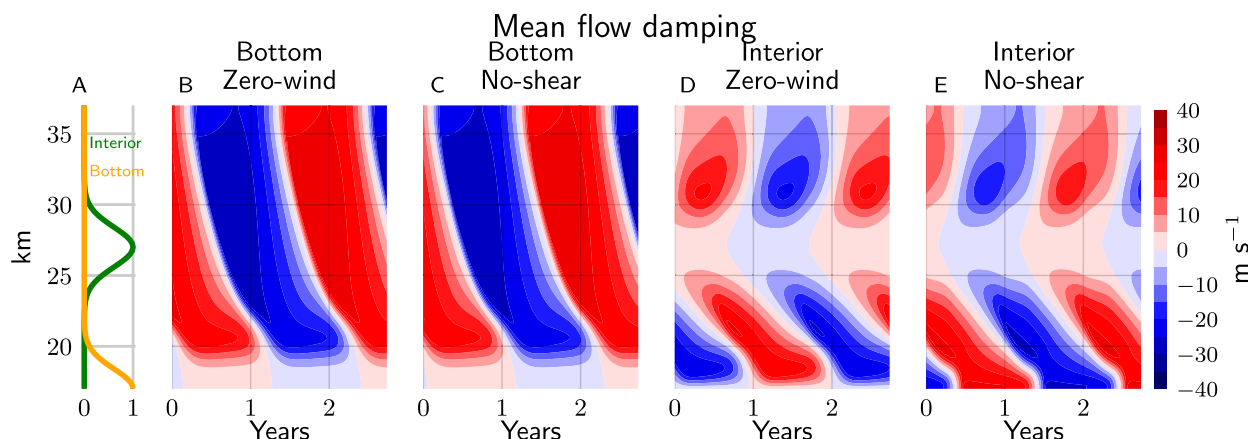 Mean flow damping
Bottom
Zero-wind
Bottom
No-shear
Interior
Zero-wind
Interior
No-shear
A
B
C
D
E
Interior
Bottom
35
30
25
20
km
0 1
0 1 2
Years
0 1 2
Years
0 1 2
Years
0 1 2
Years
40
30
20
10
0
−10
−20
−30
−40
m s⁻¹